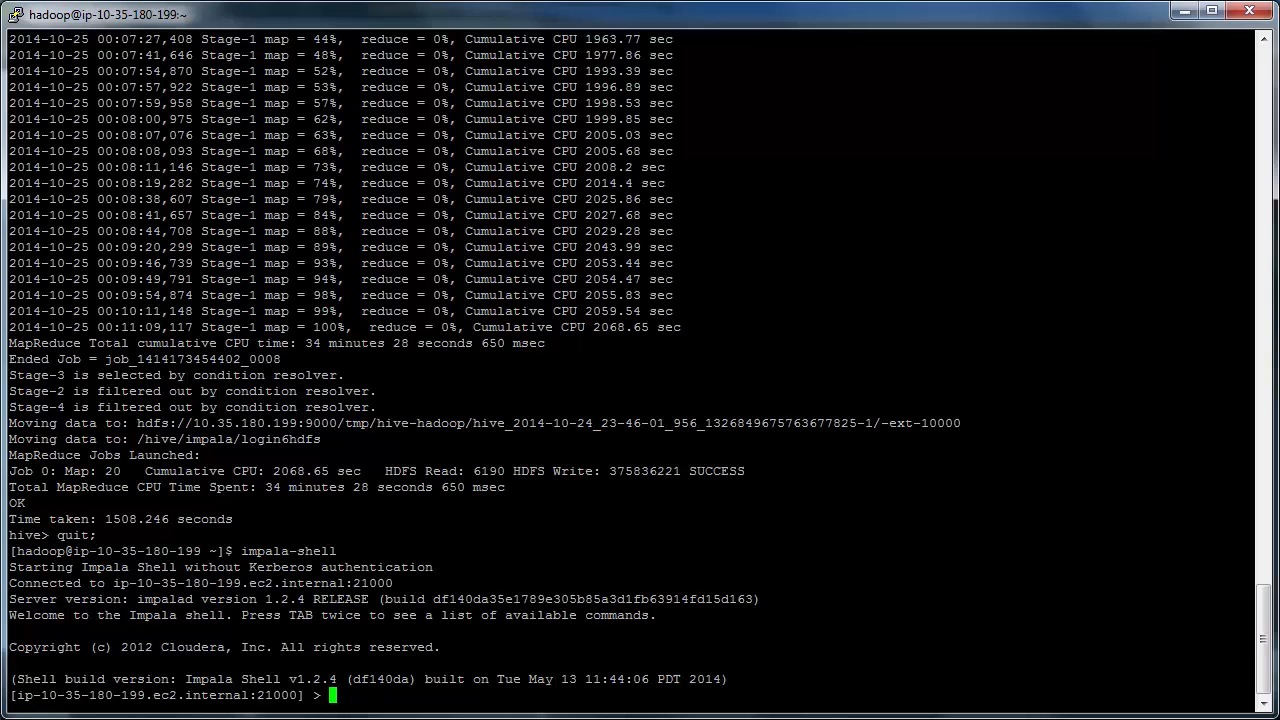 hadoop@ip-10-35-180-199:~
2014-10-25 00:07:27,408 Stage-1 map = 44%,  reduce = 0%, Cumulative CPU 1963.77 sec
2014-10-25 00:07:41,646 Stage-1 map = 48%,  reduce = 0%, Cumulative CPU 1977.86 sec
2014-10-25 00:07:54,870 Stage-1 map = 52%,  reduce = 0%, Cumulative CPU 1993.39 sec
2014-10-25 00:07:57,922 Stage-1 map = 53%,  reduce = 0%, Cumulative CPU 1996.89 sec
2014-10-25 00:07:59,958 Stage-1 map = 57%,  reduce = 0%, Cumulative CPU 1998.53 sec
2014-10-25 00:08:00,975 Stage-1 map = 62%,  reduce = 0%, Cumulative CPU 1999.85 sec
2014-10-25 00:08:07,076 Stage-1 map = 63%,  reduce = 0%, Cumulative CPU 2005.03 sec
2014-10-25 00:08:08,093 Stage-1 map = 68%,  reduce = 0%, Cumulative CPU 2005.68 sec
2014-10-25 00:08:11,146 Stage-1 map = 73%,  reduce = 0%, Cumulative CPU 2008.2 sec
2014-10-25 00:08:19,282 Stage-1 map = 74%,  reduce = 0%, Cumulative CPU 2014.4 sec
2014-10-25 00:08:38,607 Stage-1 map = 79%,  reduce = 0%, Cumulative CPU 2025.86 sec
2014-10-25 00:08:41,657 Stage-1 map = 84%,  reduce = 0%, Cumulative CPU 2027.68 sec
2014-10-25 00:08:44,708 Stage-1 map = 88%,  reduce = 0%, Cumulative CPU 2029.28 sec
2014-10-25 00:09:20,299 Stage-1 map = 89%,  reduce = 0%, Cumulative CPU 2043.99 sec
2014-10-25 00:09:46,739 Stage-1 map = 93%,  reduce = 0%, Cumulative CPU 2053.44 sec
2014-10-25 00:09:49,791 Stage-1 map = 94%,  reduce = 0%, Cumulative CPU 2054.47 sec
2014-10-25 00:09:54,874 Stage-1 map = 98%,  reduce = 0%, Cumulative CPU 2055.83 sec
2014-10-25 00:10:11,148 Stage-1 map = 99%,  reduce = 0%, Cumulative CPU 2059.54 sec
2014-10-25 00:11:09,117 Stage-1 map = 100%,  reduce = 0%, Cumulative CPU 2068.65 sec
MapReduce Total cumulative CPU time: 34 minutes 28 seconds 650 msec
Ended Job = job_1414173454402_0008
Stage-3 is selected by condition resolver.
Stage-2 is filtered out by condition resolver.
Stage-4 is filtered out by condition resolver.
Moving data to: hdfs://10.35.180.199:9000/tmp/hive-hadoop/hive_2014-10-24_23-46-01_956_1326849675763677825-1/-ext-10000
Moving data to: /hive/impala/login6hdfs
MapReduce Jobs Launched:
Job 0: Map: 20   Cumulative CPU: 2068.65 sec   HDFS Read: 6190 HDFS Write: 375836221 SUCCESS
Total MapReduce CPU Time Spent: 34 minutes 28 seconds 650 msec
OK
Time taken: 1508.246 seconds
hive> quit;
[hadoop@ip-10-35-180-199 ~]$ impala-shell
Starting Impala Shell without Kerberos authentication
Connected to ip-10-35-180-199.ec2.internal:21000
Server version: impalad version 1.2.4 RELEASE (build df140da35e1789e305b85a3d1fb63914fd15d163)
Welcome to the Impala shell. Press TAB twice to see a list of available commands.
Copyright (c) 2012 Cloudera, Inc. All rights reserved.
(Shell build version: Impala Shell v1.2.4 (df140da) built on Tue May 13 11:44:06 PDT 2014)
[ip-10-35-180-199.ec2.internal:21000] >